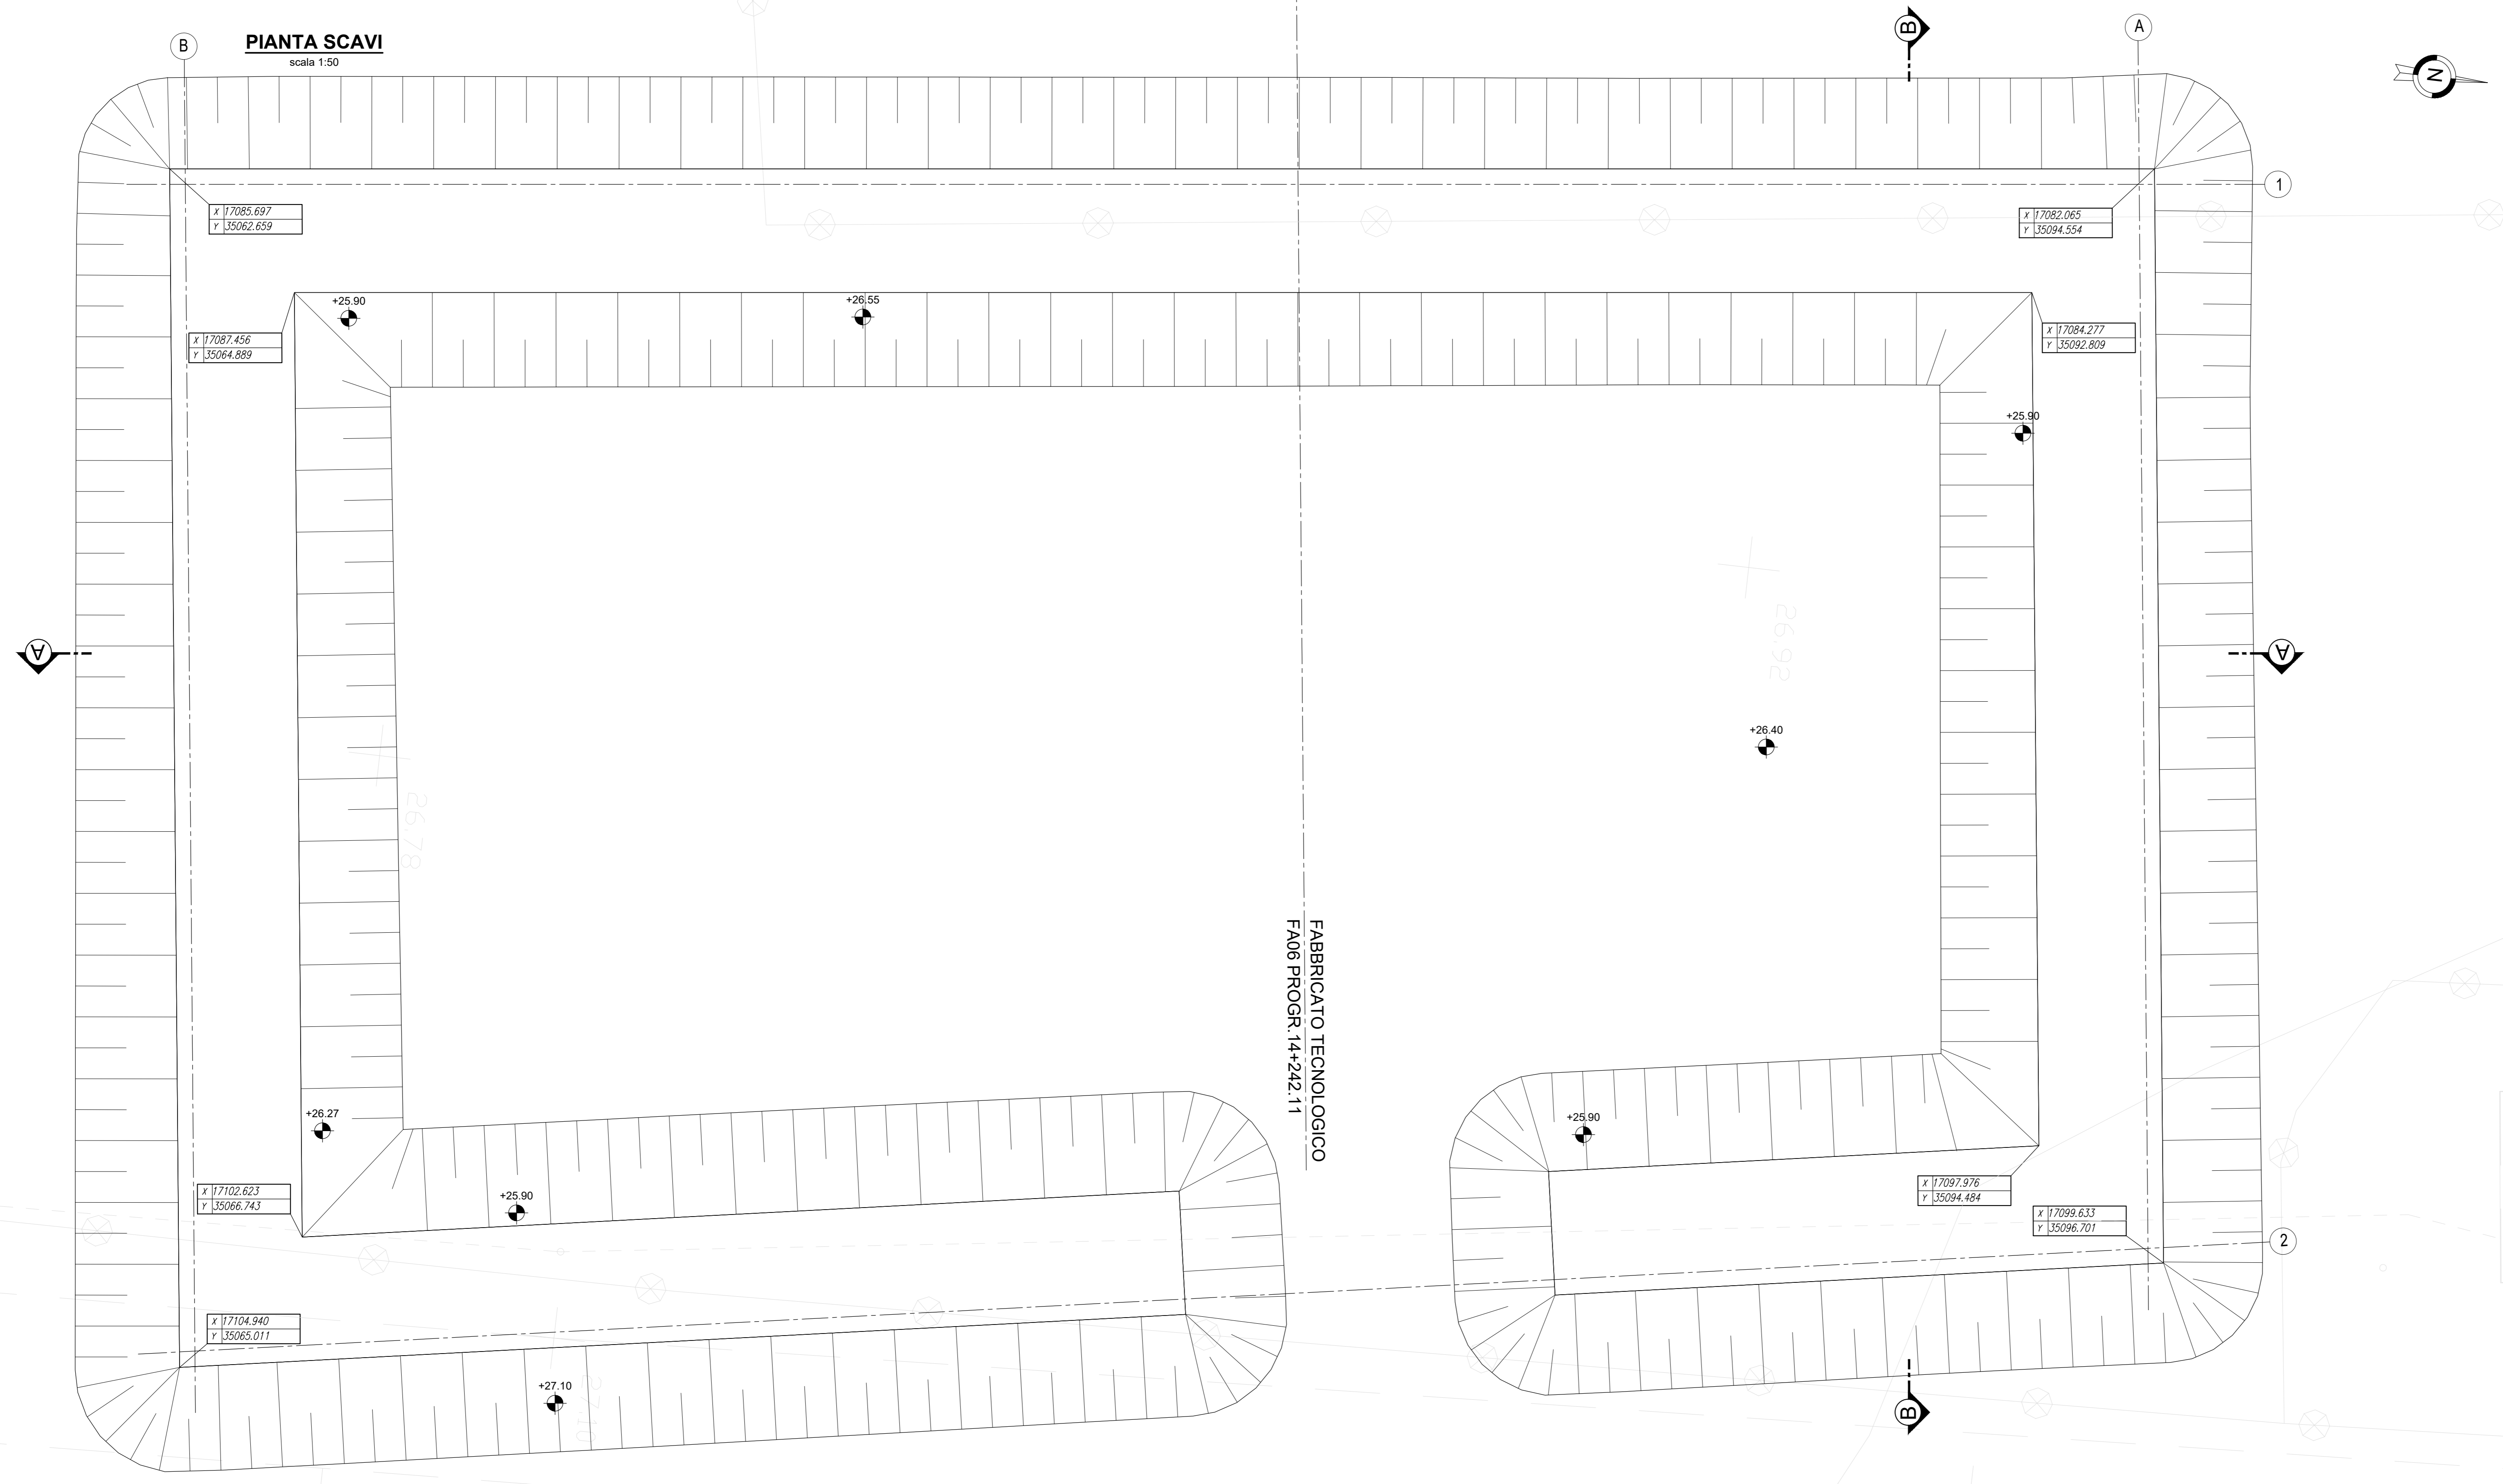 PIANTA SCAVI
scala 1:50
B
B
A
N
1
X 17085.697
Y 35062.659
X 17082.065
Y 35094.554
+25.90
+26.55
X 17087.456
Y 35064.889
X 17084.277
Y 35092.809
+25.90
26.92
A
A
+26.40
26.78
FABBRICATO TECNOLOGICO
FA06 PROGR.14+242.11
+26.27
+25.90
X 17102.623
Y 35066.743
+25.90
X 17097.976
Y 35094.484
X 17099.633
Y 35096.701
2
X 17104.940
Y 35065.011
+27.10
27.10
B